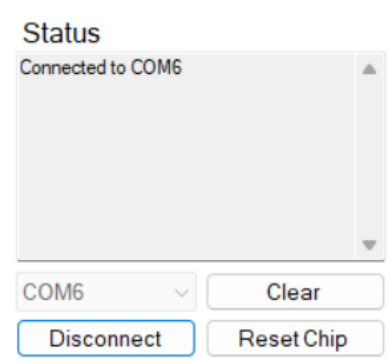 Status
Connected to COM6
COM6
Clear
Disconnect
Reset Chip